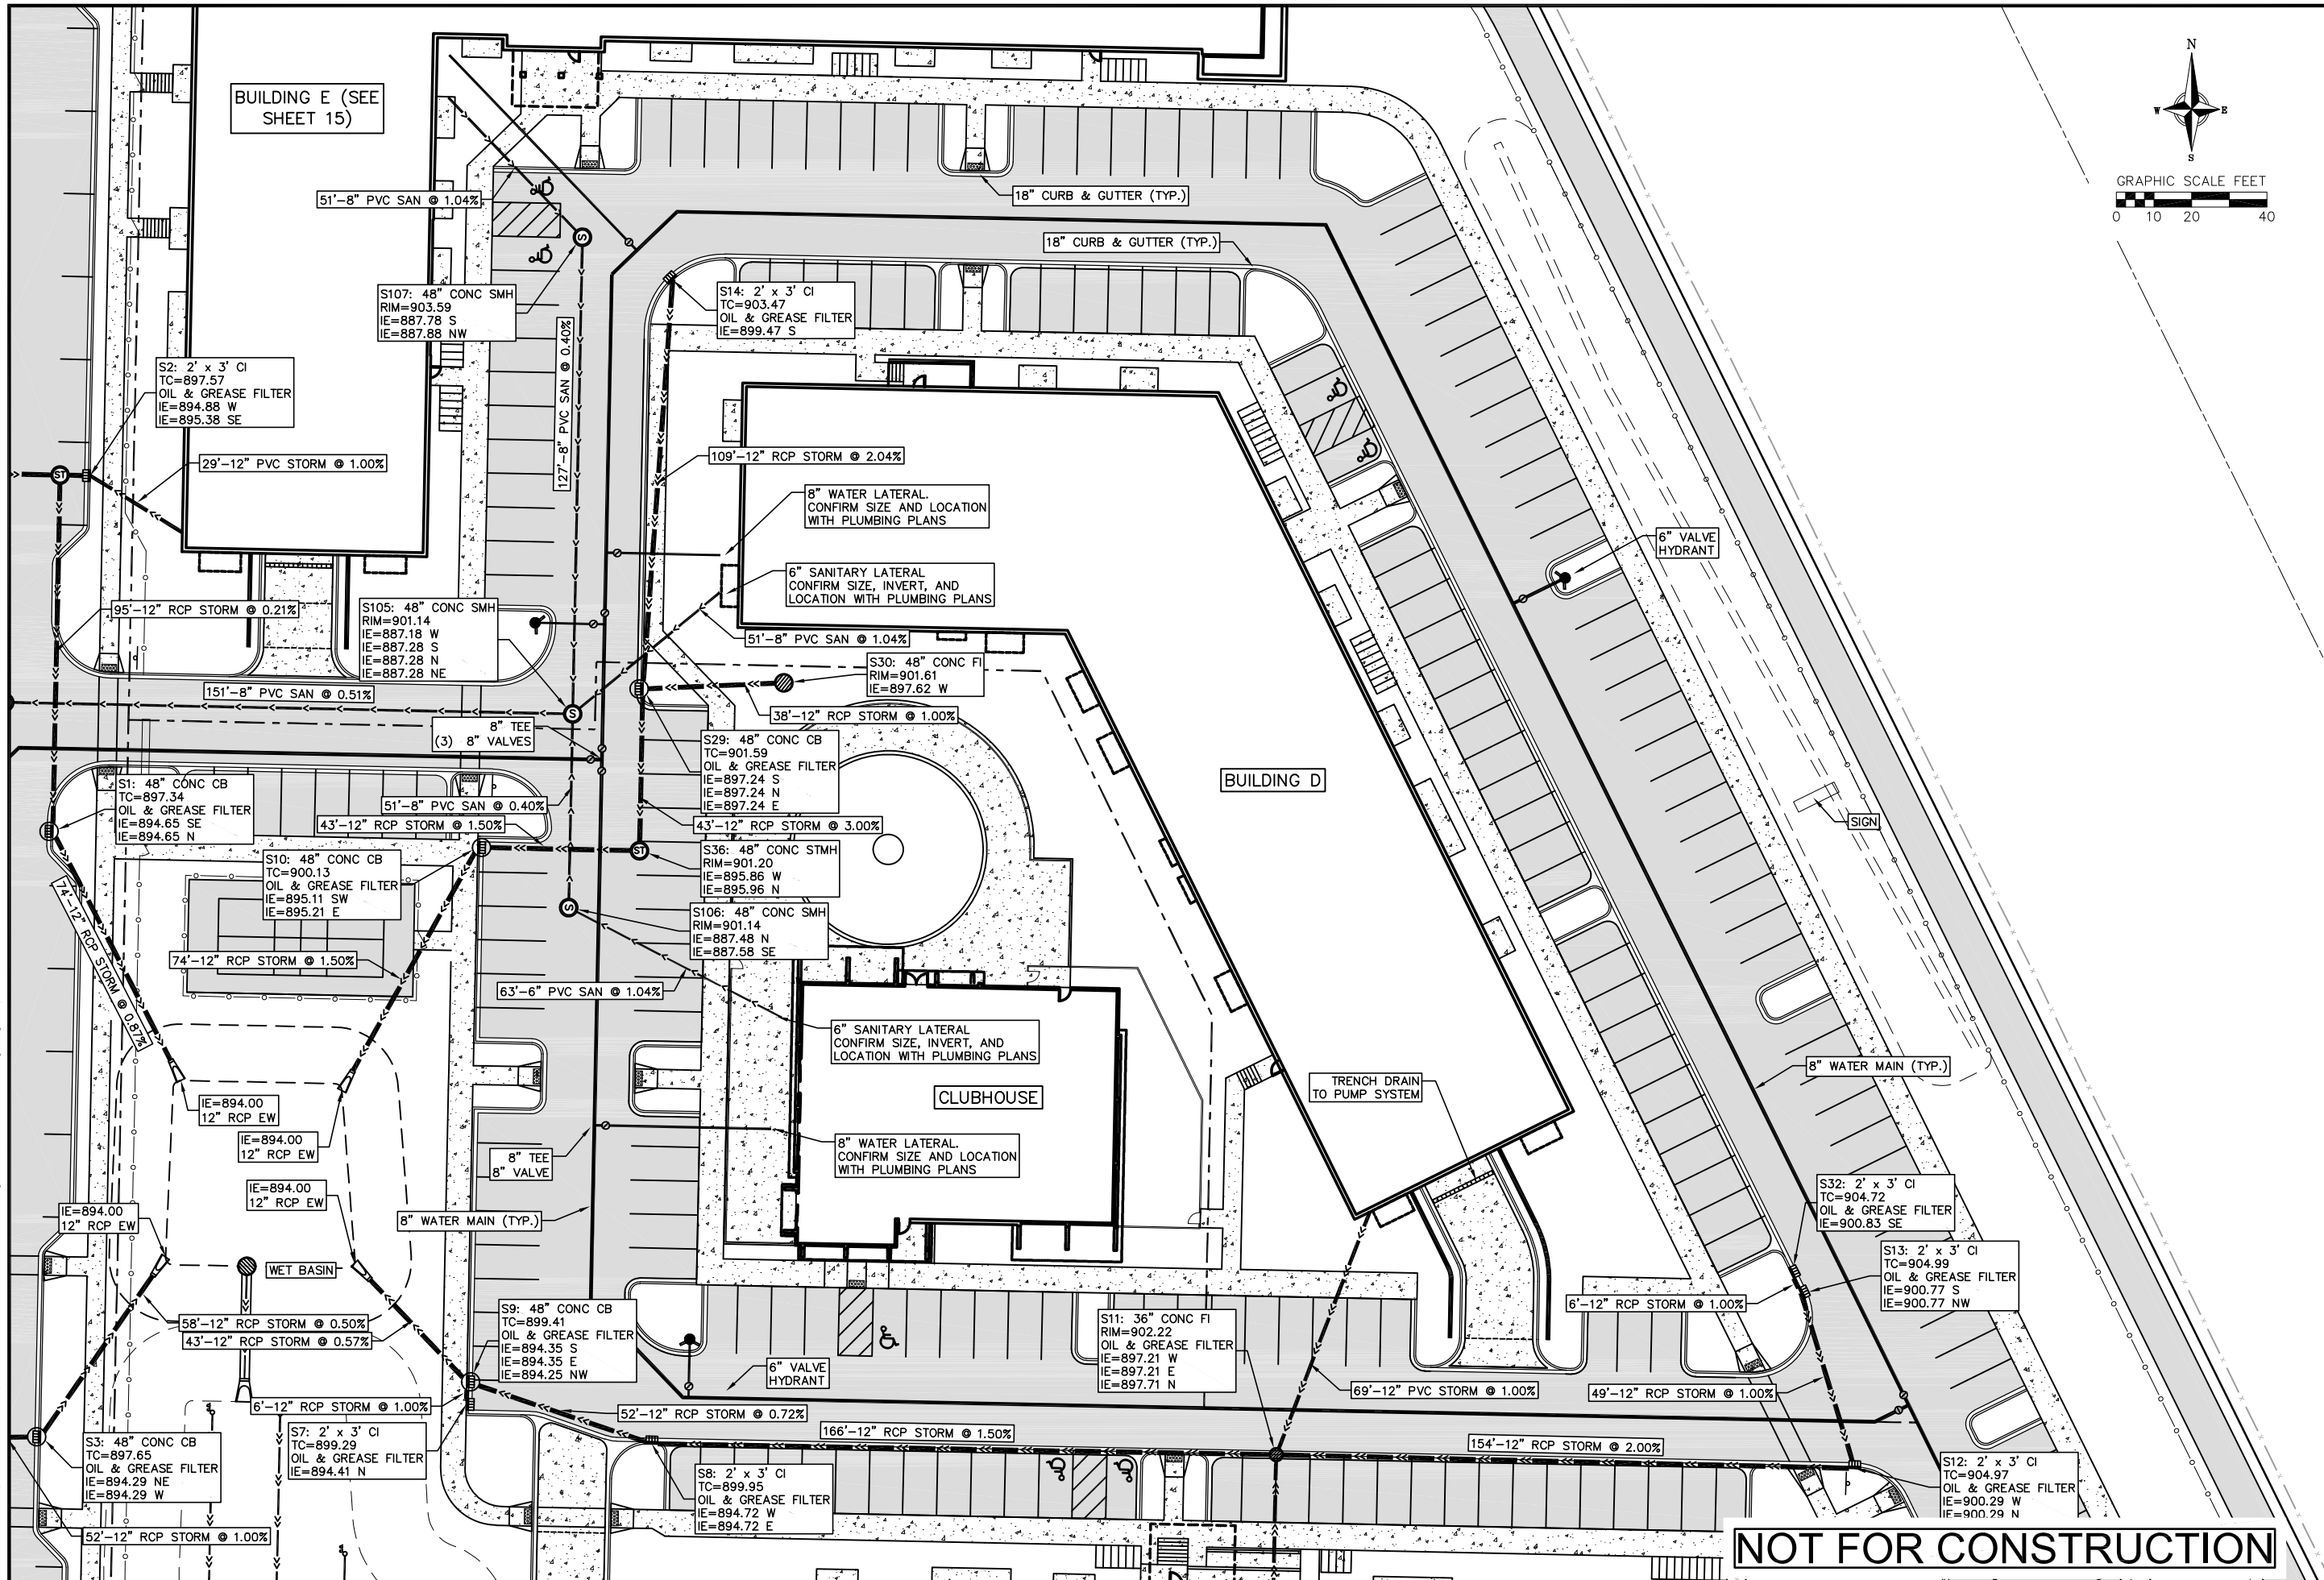 BUILDING E (SEE
SHEET 15)
N
W
E
S
GRAPHIC SCALE FEET
0 10 20 40
51'-8" PVC SAN @ 1.04%
18" CURB & GUTTER (TYP.)
18" CURB & GUTTER (TYP.)
S
S107: 48" CONC SMH
RIM=903.59
IE=887.78 S
IE=887.88 NW
S14: 2' x 3' CI
TC=903.47
OIL & GREASE FILTER
IE=899.47 S
127'-8" PVC SAN @ 0.40%
S2: 2' x 3' CI
TC=897.57
OIL & GREASE FILTER
IE=894.88 W
IE=895.38 SE
29'-12" PVC STORM @ 1.00%
ST
109'-12" RCP STORM @ 2.04%
8" WATER LATERAL.
CONFIRM SIZE AND LOCATION
WITH PLUMBING PLANS
6" VALVE
HYDRANT
6" SANITARY LATERAL
CONFIRM SIZE, INVERT, AND
LOCATION WITH PLUMBING PLANS
95'-12" RCP STORM @ 0.21%
S105: 48" CONC SMH
RIM=901.14
IE=887.18 W
IE=887.28 S
IE=887.28 N
IE=887.28 NE
51'-8" PVC SAN @ 1.04%
S30: 48" CONC FI
RIM=901.61
IE=897.62 W
151'-8" PVC SAN @ 0.51%
S
38'-12" RCP STORM @ 1.00%
8" TEE
(3) 8" VALVES
S29: 48" CONC CB
TC=901.59
OIL & GREASE FILTER
IE=897.24 S
IE=897.24 N
IE=897.24 E
BUILDING D
S1: 48" CONC CB
TC=897.34
OIL & GREASE FILTER
IE=894.65 SE
IE=894.65 N
51'-8" PVC SAN @ 0.40%
43'-12" RCP STORM @ 1.50%
43'-12" RCP STORM @ 3.00%
SIGN
ST
S36: 48" CONC STMH
RIM=901.20
IE=895.86 W
IE=895.96 N
S10: 48" CONC CB
TC=900.13
OIL & GREASE FILTER
IE=895.11 SW
IE=895.21 E
S
S106: 48" CONC SMH
RIM=901.14
IE=887.48 N
IE=887.58 SE
74'-12" RCP STORM @ 0.87%
74'-12" RCP STORM @ 1.50%
63'-6" PVC SAN @ 1.04%
6" SANITARY LATERAL
CONFIRM SIZE, INVERT, AND
LOCATION WITH PLUMBING PLANS
8" WATER MAIN (TYP.)
TRENCH DRAIN
TO PUMP SYSTEM
CLUBHOUSE
IE=894.00
12" RCP EW
IE=894.00
12" RCP EW
8" WATER LATERAL.
CONFIRM SIZE AND LOCATION
WITH PLUMBING PLANS
8" TEE
8" VALVE
IE=894.00
12" RCP EW
IE=894.00
12" RCP EW
8" WATER MAIN (TYP.)
S32: 2' x 3' CI
TC=904.72
OIL & GREASE FILTER
IE=900.83 SE
S13: 2' x 3' CI
TC=904.99
OIL & GREASE FILTER
IE=900.77 S
IE=900.77 NW
WET BASIN
6'-12" RCP STORM @ 1.00%
S9: 48" CONC CB
TC=899.41
OIL & GREASE FILTER
IE=894.35 S
IE=894.35 E
IE=894.25 NW
S11: 36" CONC FI
RIM=902.22
OIL & GREASE FILTER
IE=897.21 W
IE=897.21 E
IE=897.71 N
58'-12" RCP STORM @ 0.50%
43'-12" RCP STORM @ 0.57%
6" VALVE
HYDRANT
69'-12" PVC STORM @ 1.00%
49'-12" RCP STORM @ 1.00%
6'-12" RCP STORM @ 1.00%
52'-12" RCP STORM @ 0.72%
166'-12" RCP STORM @ 1.50%
154'-12" RCP STORM @ 2.00%
S7: 2' x 3' CI
TC=899.29
OIL & GREASE FILTER
IE=894.41 N
S3: 48" CONC CB
TC=897.65
OIL & GREASE FILTER
IE=894.29 NE
IE=894.29 W
S8: 2' x 3' CI
TC=899.95
OIL & GREASE FILTER
IE=894.72 W
IE=894.72 E
S12: 2' x 3' CI
TC=904.97
OIL & GREASE FILTER
IE=900.29 W
IE=900.29 N
52'-12" RCP STORM @ 1.00%
NOT FOR CONSTRUCTION